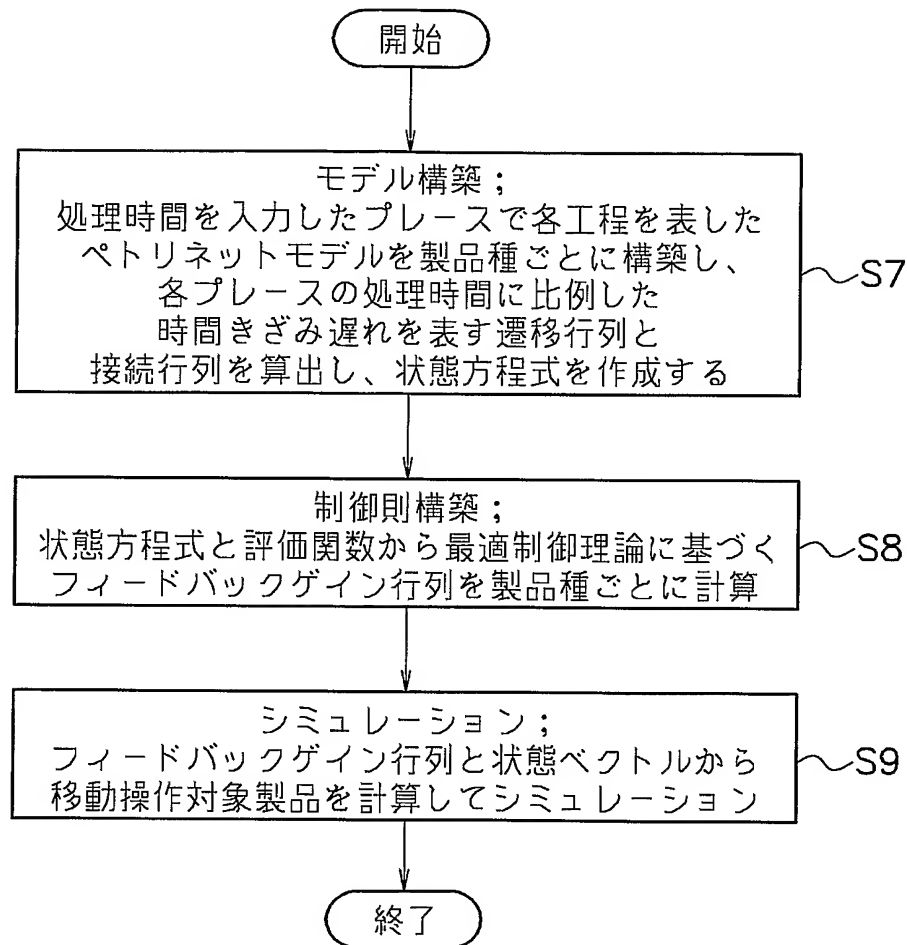 開始
モデル構築；
処理時間を入力したプレースで各工程を表した
ペトリネットモデルを製品種ごとに構築し、
各プレースの処理時間に比例した
時間きざみ遅れを表す遷移行列と
接続行列を算出し、状態方程式を作成する
S7
制御則構築；
状態方程式と評価関数から最適制御理論に基づく
フィードバックゲイン行列を製品種ごとに計算
S8
シミュレーション；
フィードバックゲイン行列と状態ベクトルから
移動操作対象製品を計算してシミュレーション
S9
終了